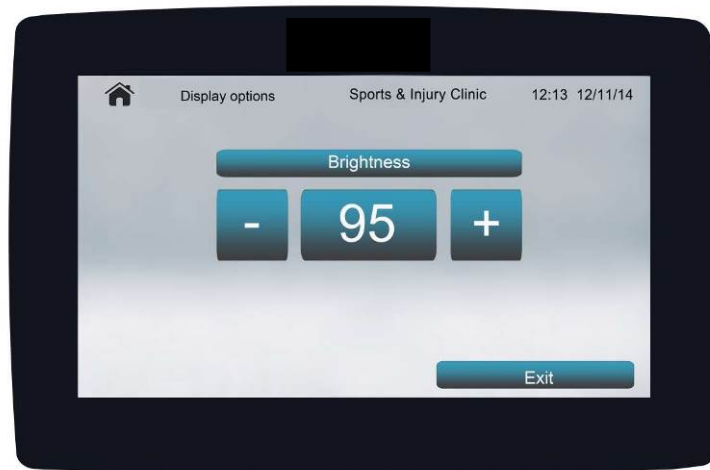 Display options Sports & Injury Clinic 12:13 12/11/14
Brightness
- 95 +
Exit